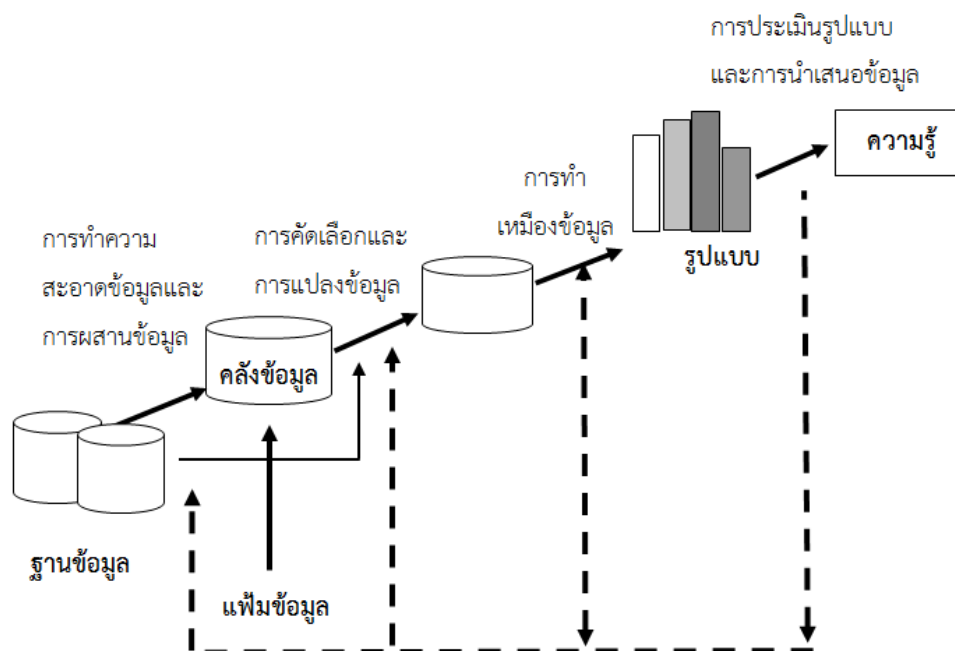 การประเมินรูปแบบ
และการนำเสนอข้อมูล
ความรู้
การทำ
เหมืองข้อมูล
รูปแบบ
การคัดเลือกและ
การแปลงข้อมูล
การทำความ
สะอาดข้อมูลและ
การผสานข้อมูล
คลังข้อมูล
ฐานข้อมูล
แฟ้มข้อมูล